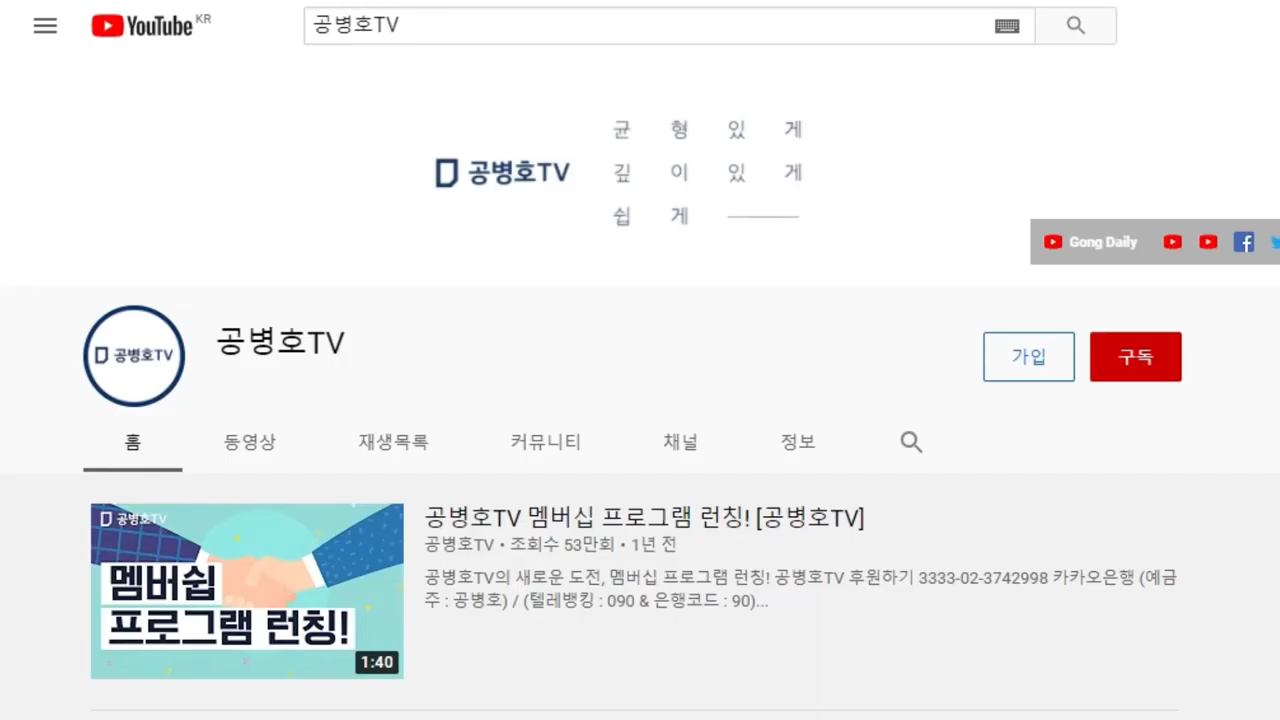 YouTube KR
공병호TV
공병호TV
균 형 있 게
깊 이 있 게
쉽 게
Gong Daily
공병호TV
공병호TV
가입
구독
홈
동영상
재생목록
커뮤니티
채널
정보
공병호TV
멤버쉽
프로그램 런칭!
1:40
공병호TV 멤버십 프로그램 런칭! [공병호TV]
공병호TV • 조회수 53만회 • 1년 전
공병호TV의 새로운 도전, 멤버십 프로그램 런칭! 공병호TV 후원하기 3333-02-3742998 카카오은행 (예금
주 : 공병호) / (텔레뱅킹 : 090 & 은행코드 : 90)...